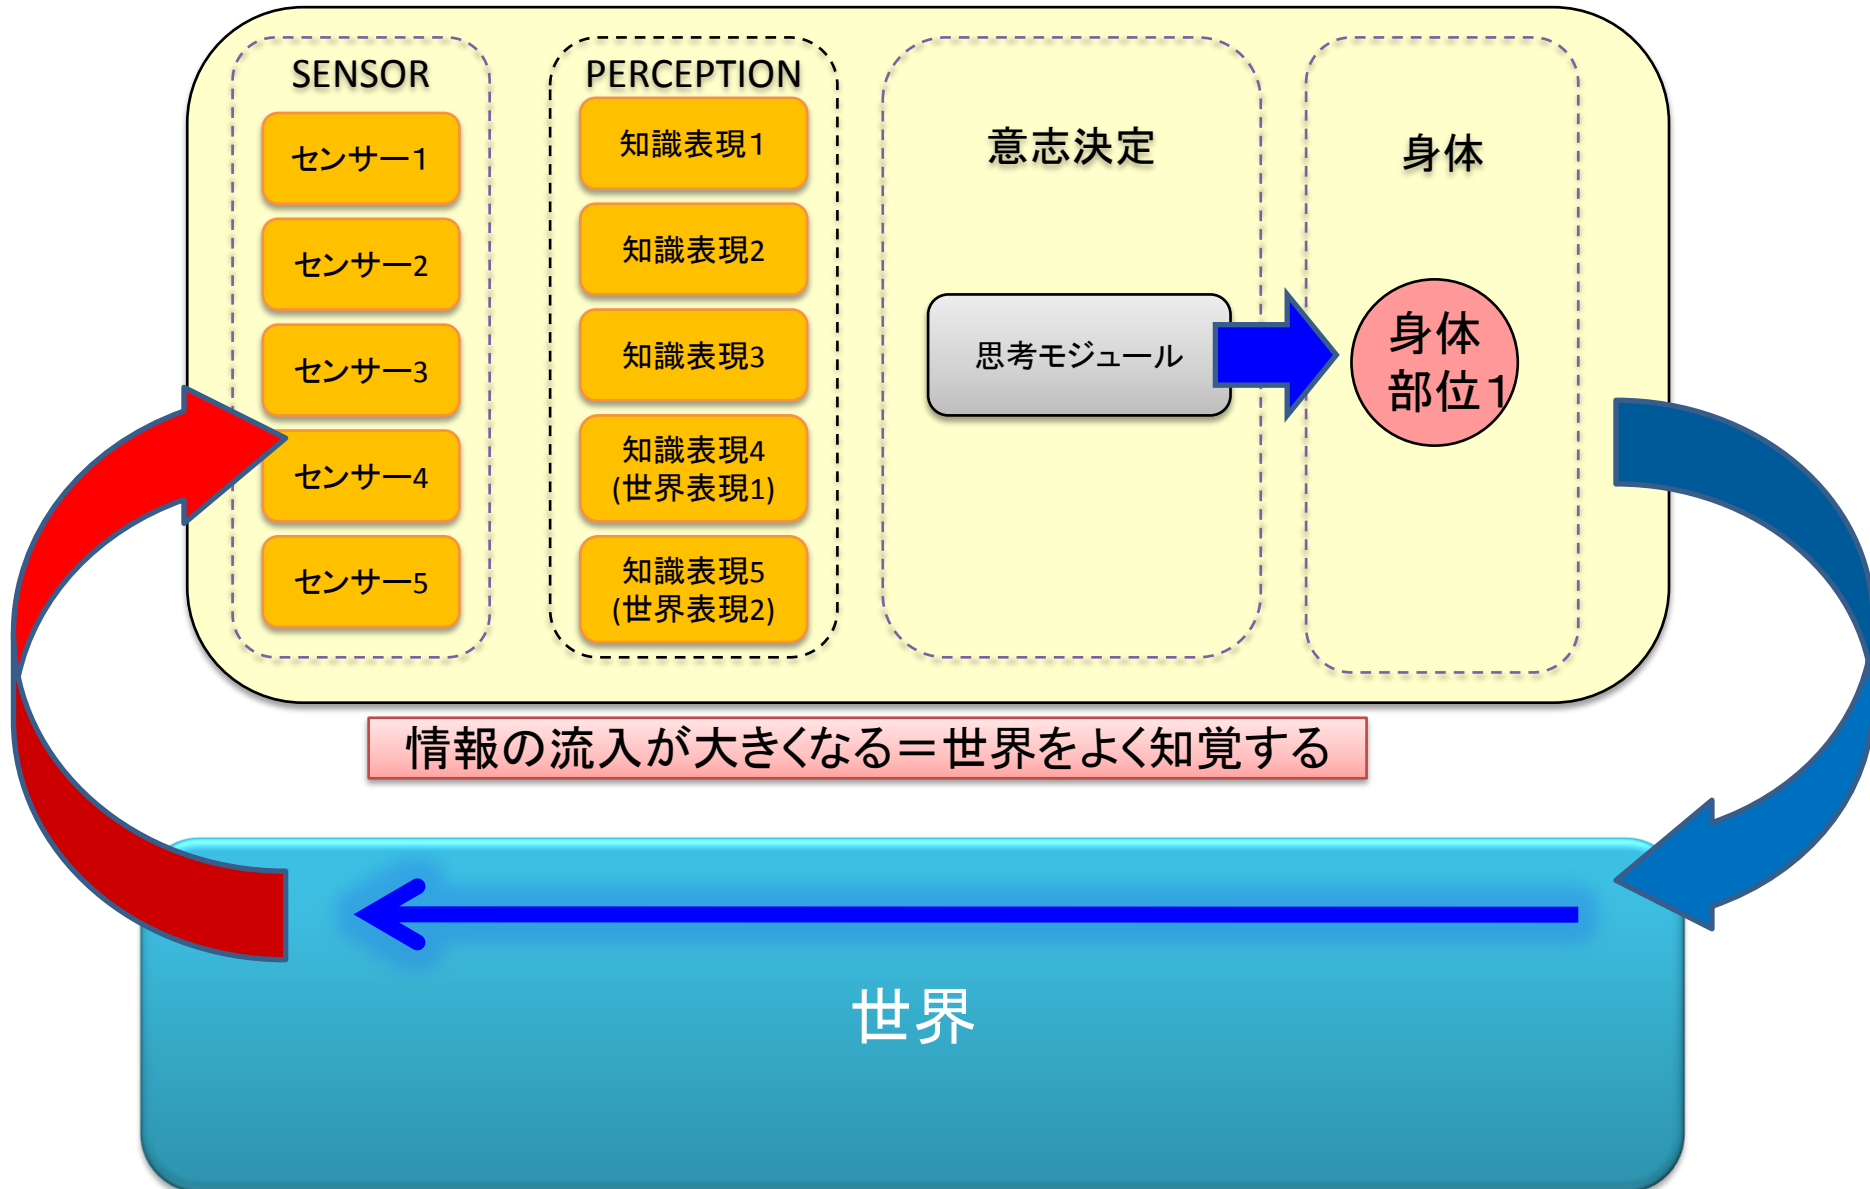 SENSOR
センサー1
センサー2
センサー3
センサー4
センサー5
PERCEPTION
知識表現1
知識表現2
知識表現3
知識表現4
(世界表現1)
知識表現5
(世界表現2)
意志決定
思考モジュール
身体
身体
部位１
情報の流入が大きくなる＝世界をよく知覚する
世界